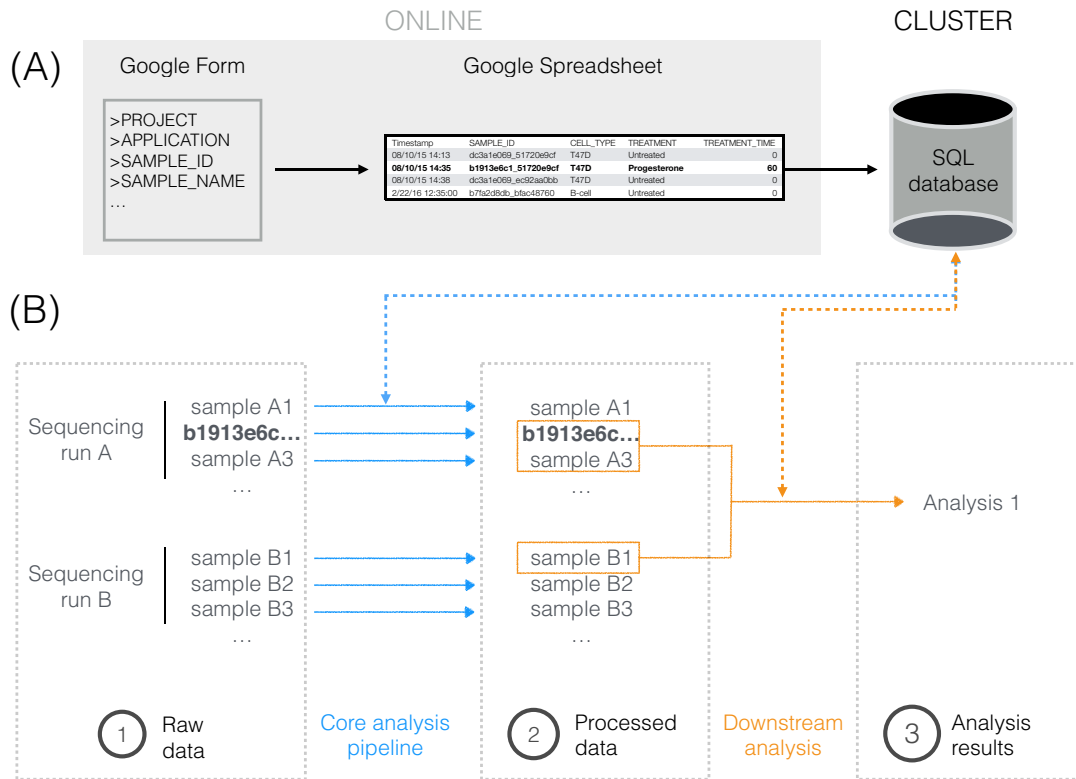 ONLINE
CLUSTER
(A)
Google Form
Google Spreadsheet
>PROJECT
>APPLICATION
>SAMPLE_ID
>SAMPLE_NAME
…
Timestamp SAMPLE_ID CELL_TYPE TREATMENT TREATMENT_TIME
08/10/15 14:13 dc3a1e069_51720e9cf T47D Untreated 0
08/10/15 14:35 b1913e6c1_51720e9cf T47D Progesterone 60
08/10/15 14:38 dc3a1e069_ec92aa0bb T47D Untreated 0
2/22/16 12:35:00 b7fa2d8db_bfac48760 B-cell Untreated 0
SQL
database
(B)
Sequencing
run A
sample A1
b1913e6c…
sample A3
…
Sequencing
run B
sample B1
sample B2
sample B3
…
sample A1
b1913e6c…
sample A3
…
sample B1
sample B2
sample B3
…
Analysis 1
1 Raw
data
Core analysis
pipeline
2 Processed
data
Downstream
analysis
3 Analysis
results